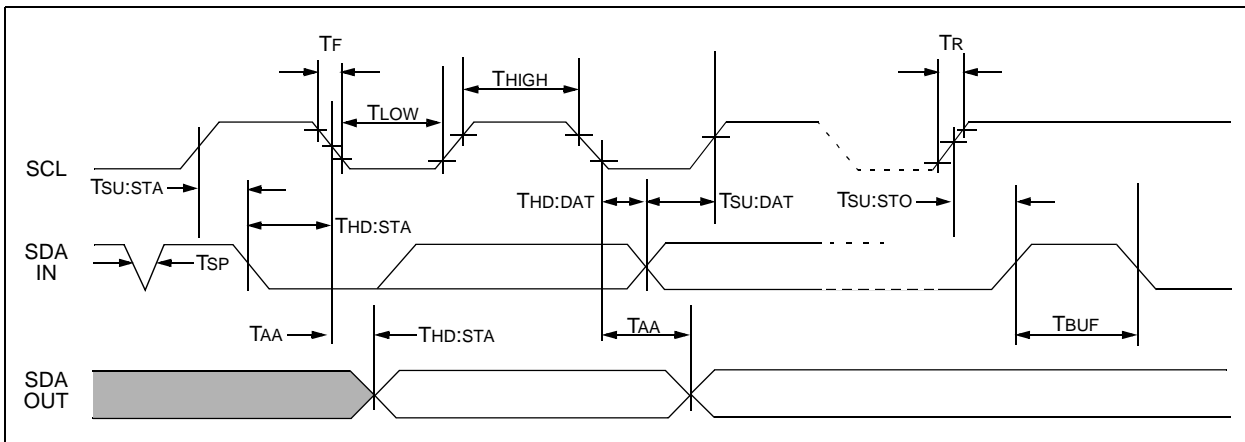 TF
TR
THIGH
TLOW
SCL
TSU:STA
THD:DAT
TSU:DAT
TSU:STO
THD:STA
SDA
IN
TSP
TAA
THD:STA
TAA
TBUF
SDA
OUT